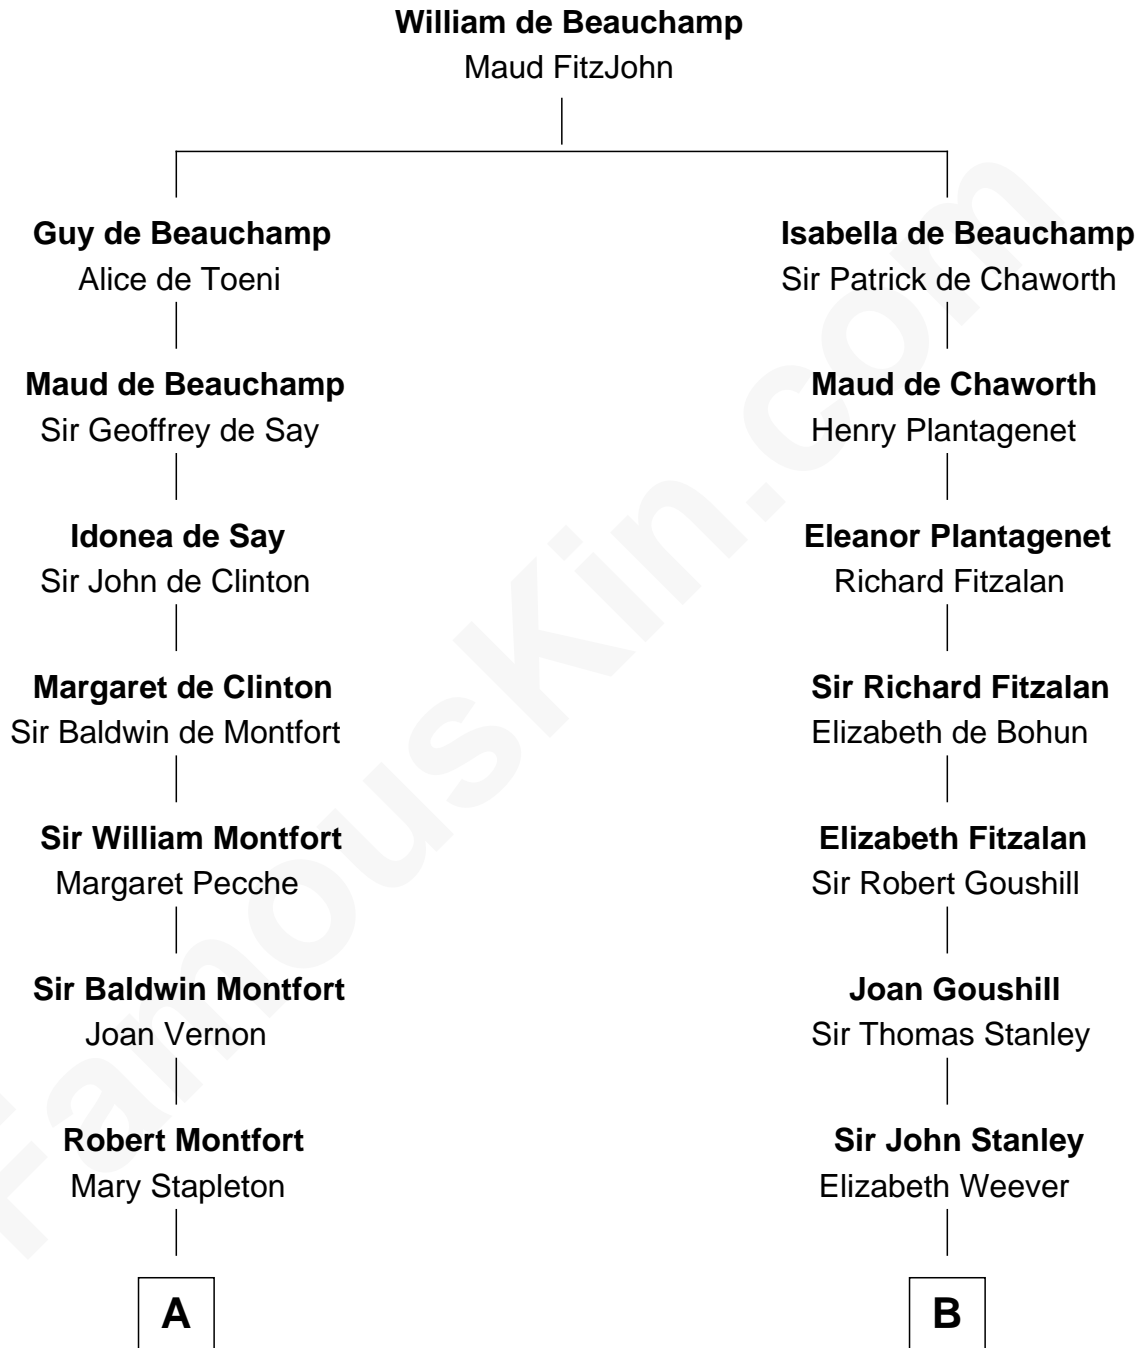 William de Beauchamp
Maud FitzJohn
Guy de Beauchamp
Alice de Toeni
Isabella de Beauchamp
Sir Patrick de Chaworth
Maud de Beauchamp
Sir Geoffrey de Say
Maud de Chaworth
Henry Plantagenet
Idonea de Say
Sir John de Clinton
Eleanor Plantagenet
Richard Fitzalan
Margaret de Clinton
Sir Baldwin de Montfort
Sir Richard Fitzalan
Elizabeth de Bohun
Sir William Montfort
Margaret Pecche
Elizabeth Fitzalan
Sir Robert Goushill
Sir Baldwin Montfort
Joan Vernon
Joan Goushill
Sir Thomas Stanley
Robert Montfort
Mary Stapleton
Sir John Stanley
Elizabeth Weever
A
B
FamousKin.com